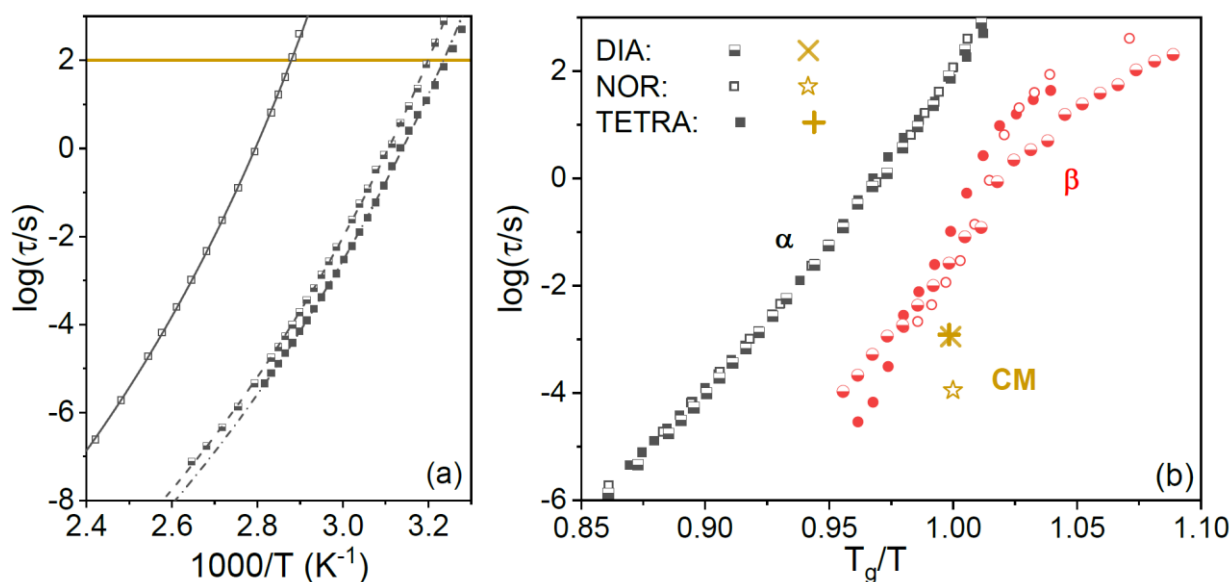 2
0
-2
-4
-6
-8
log(τ/s)
2.4 2.6 2.8 3.0 3.2
1000/T (K⁻¹)
(a)
DIA:
NOR:
TETRA:
α
β
CM
2
0
-2
-4
-6
log(τ/s)
0.85 0.90 0.95 1.00 1.05 1.10
T_g/T
(b)